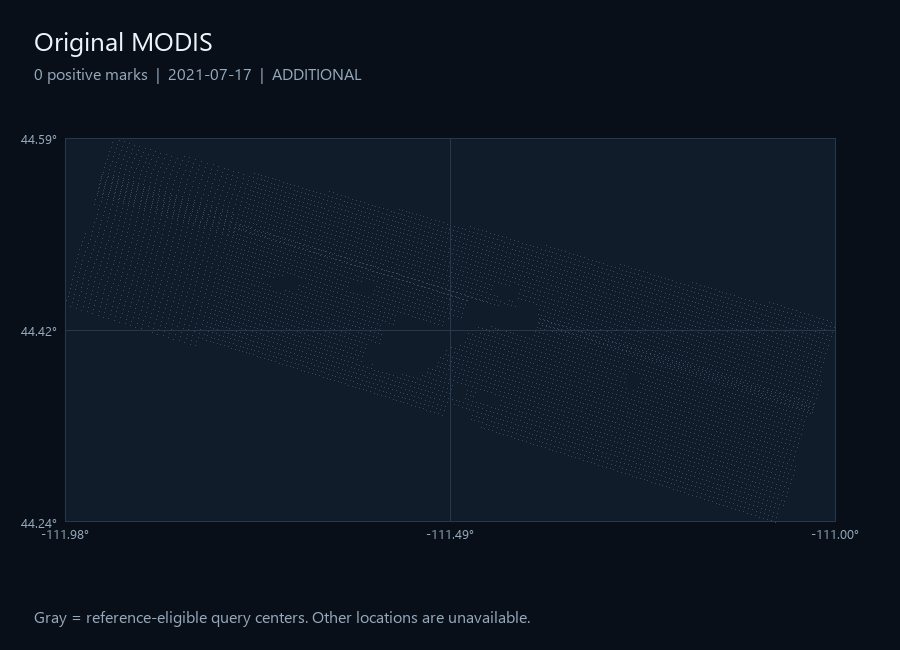 Original MODIS
0 positive marks | 2021-07-17 | ADDITIONAL
44.59°
44.42°
44.24°
-111.98° -111.49° -111.00°
Gray = reference-eligible query centers. Other locations are unavailable.